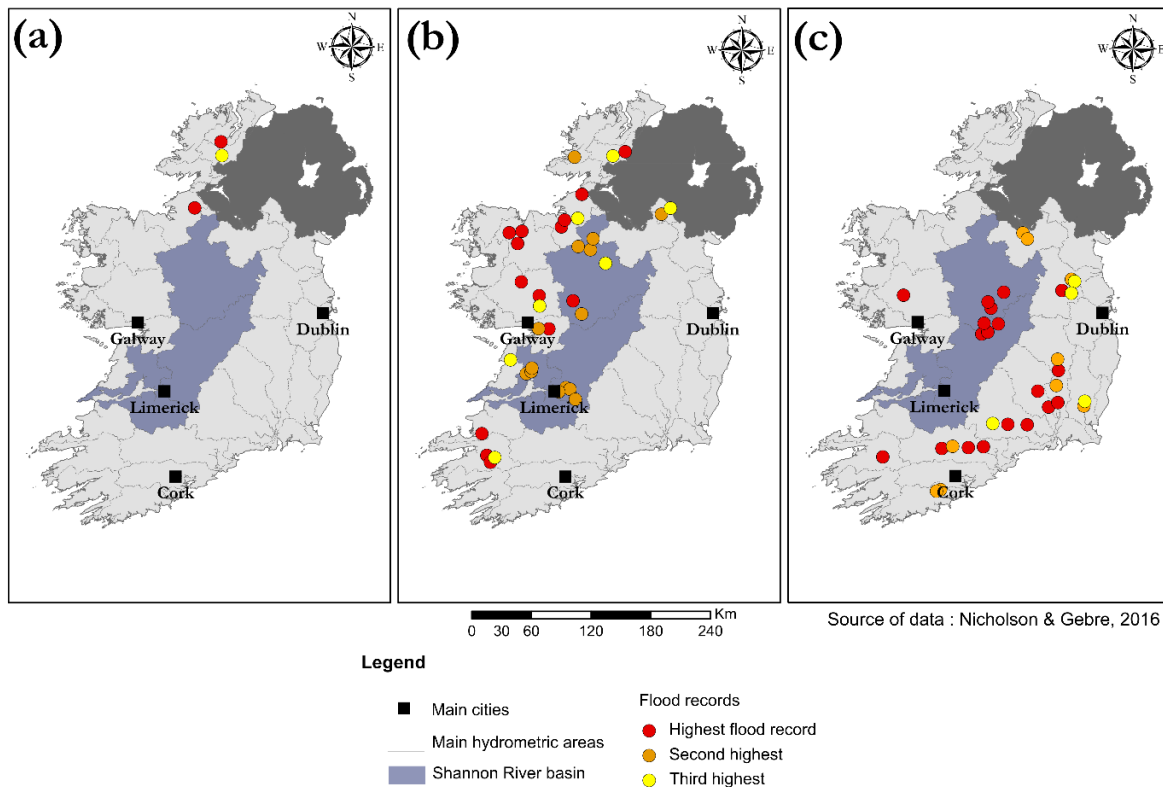 (a)
N
W E
S
Galway
Dublin
Limerick
Cork
(b)
N
W E
S
Galway
Dublin
Limerick
Cork
(c)
N
W E
S
Galway
Dublin
Limerick
Cork
Km
0 30 60 120 180 240
Source of data : Nicholson & Gebre, 2016
Legend
Main cities
Main hydrometric areas
Shannon River basin
Flood records
Highest flood record
Second highest
Third highest